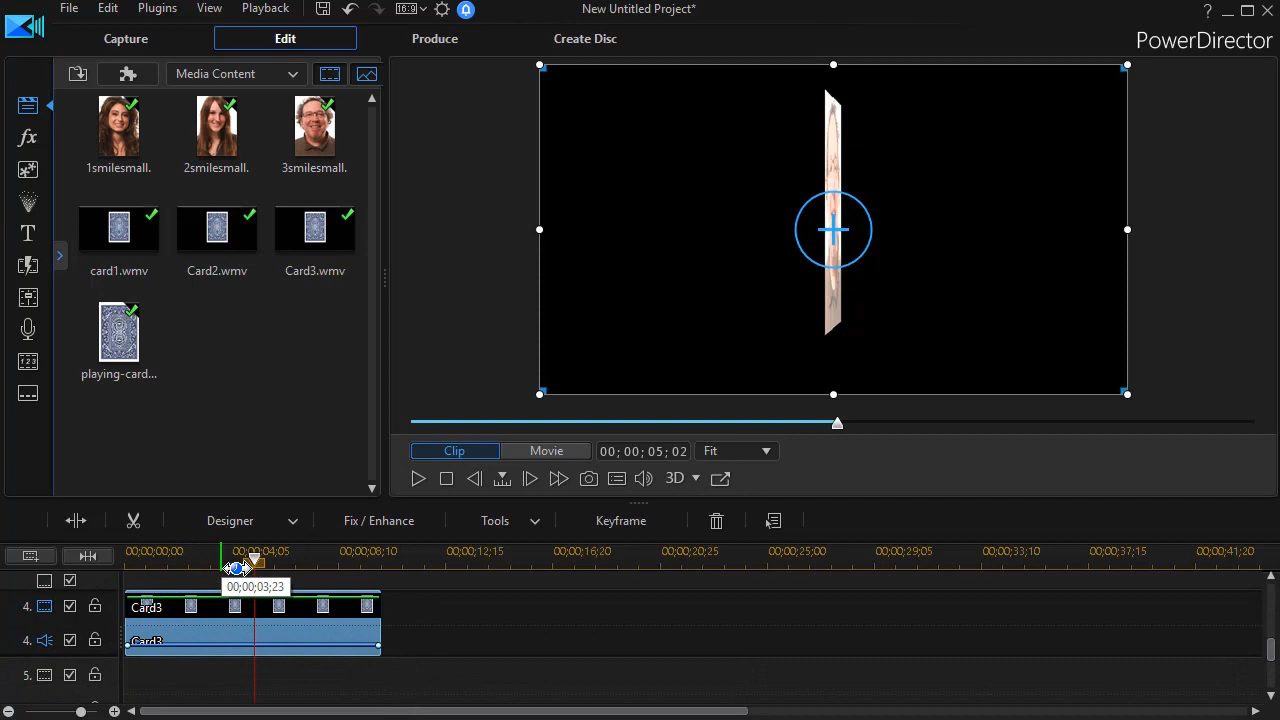 File Edit Plugins View Playback 16:9 New Untitled Project* ?
Capture Edit Produce Create Disc PowerDirector
Media Content
fx
1smilesmall. 2smilesmall. 3smilesmall.
T
card1.wmv Card2.wmv Card3.wmv
playing-card...
Clip Movie 00; 00; 05; 02 Fit
3D
Designer Fix / Enhance Tools Keyframe
00;00;00;00 00;00;04;05 00;00;08;10 00;00;12;15 00;00;16;20 00;00;20;25 00;00;25;00 00;00;29;05 00;00;33;10 00;00;37;15 00;00;41;20
00;00;03;23
4. Card3
4. Card3
5.